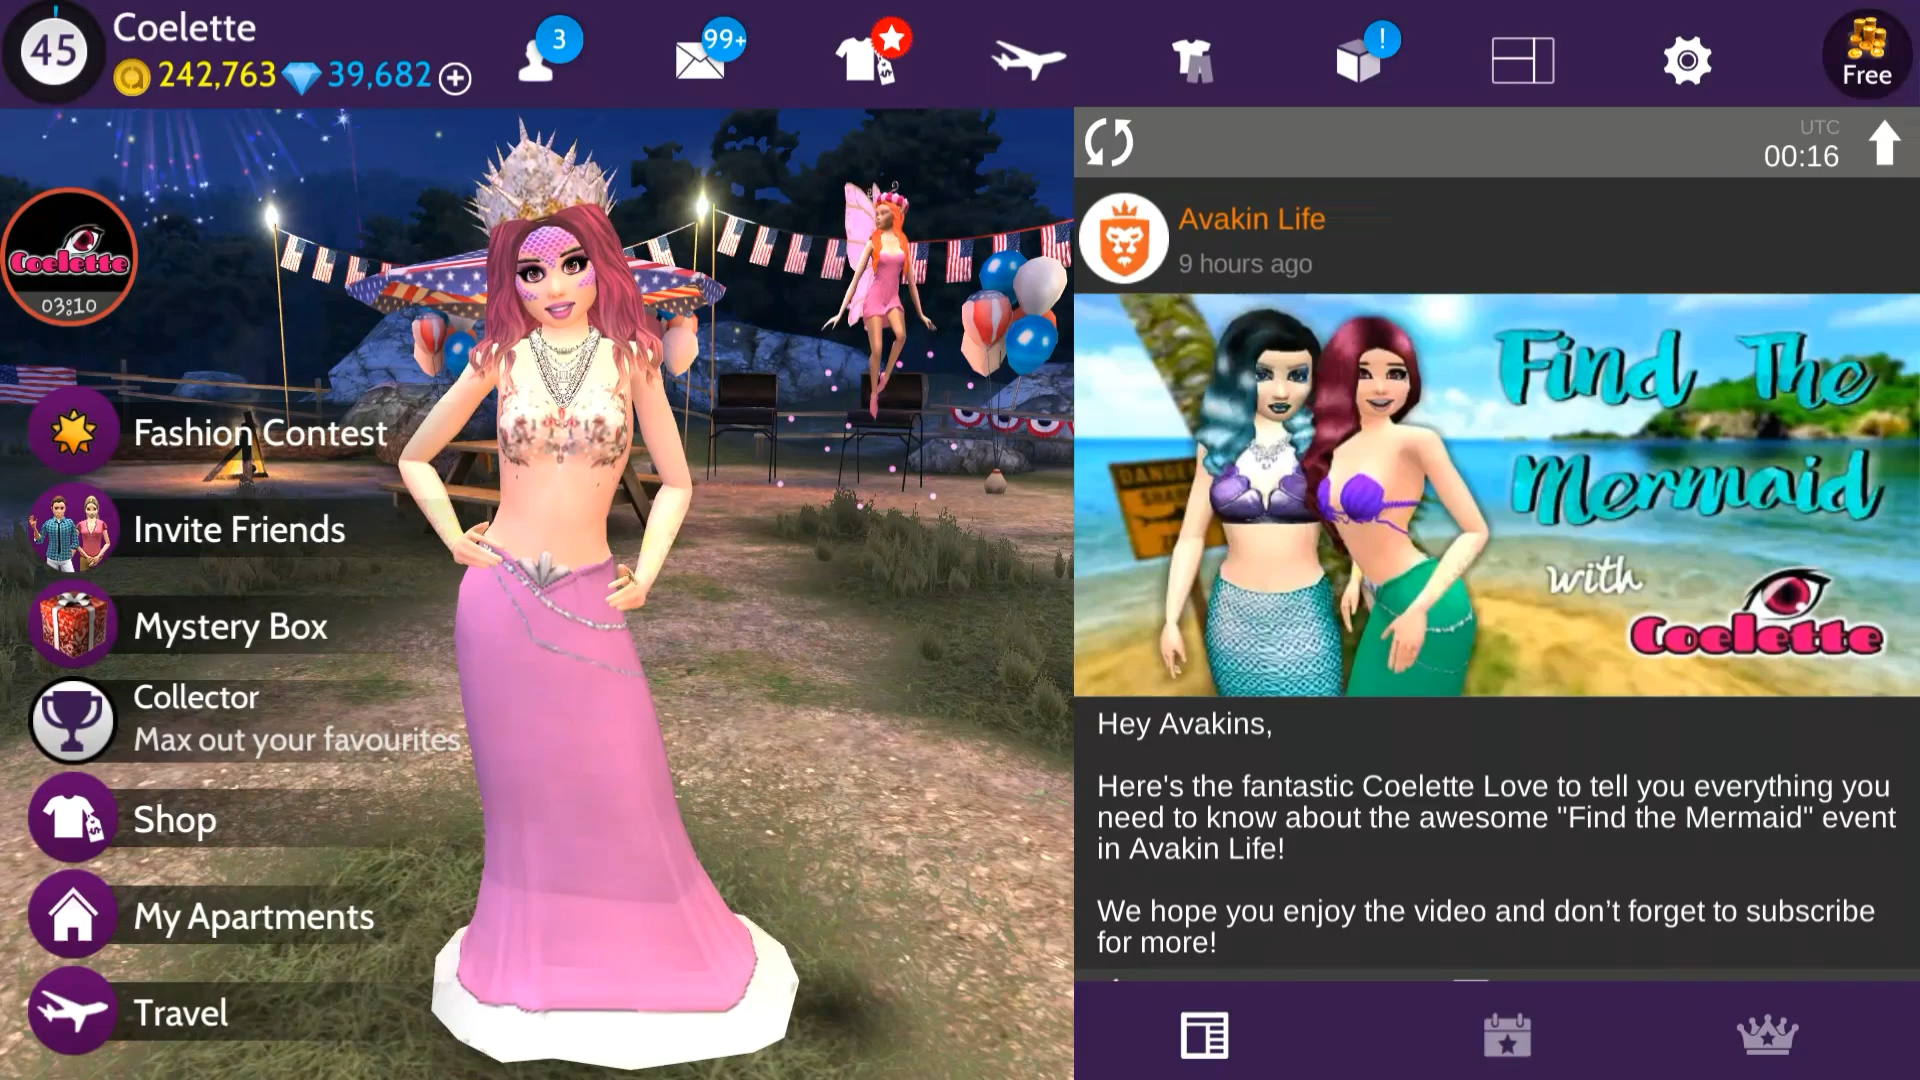 45
Coelette
242,763
39,682
3
99+
!
Free
Coelette
03:10
Fashion Contest
Invite Friends
Mystery Box
Collector
Max out your favourites
Shop
My Apartments
Travel
UTC
00:16
Avakin Life
9 hours ago
DANGER
Find The
Mermaid
with
Coelette
Hey Avakins,
Here's the fantastic Coelette Love to tell you everything you
need to know about the awesome "Find the Mermaid" event
in Avakin Life!
We hope you enjoy the video and don’t forget to subscribe
for more!